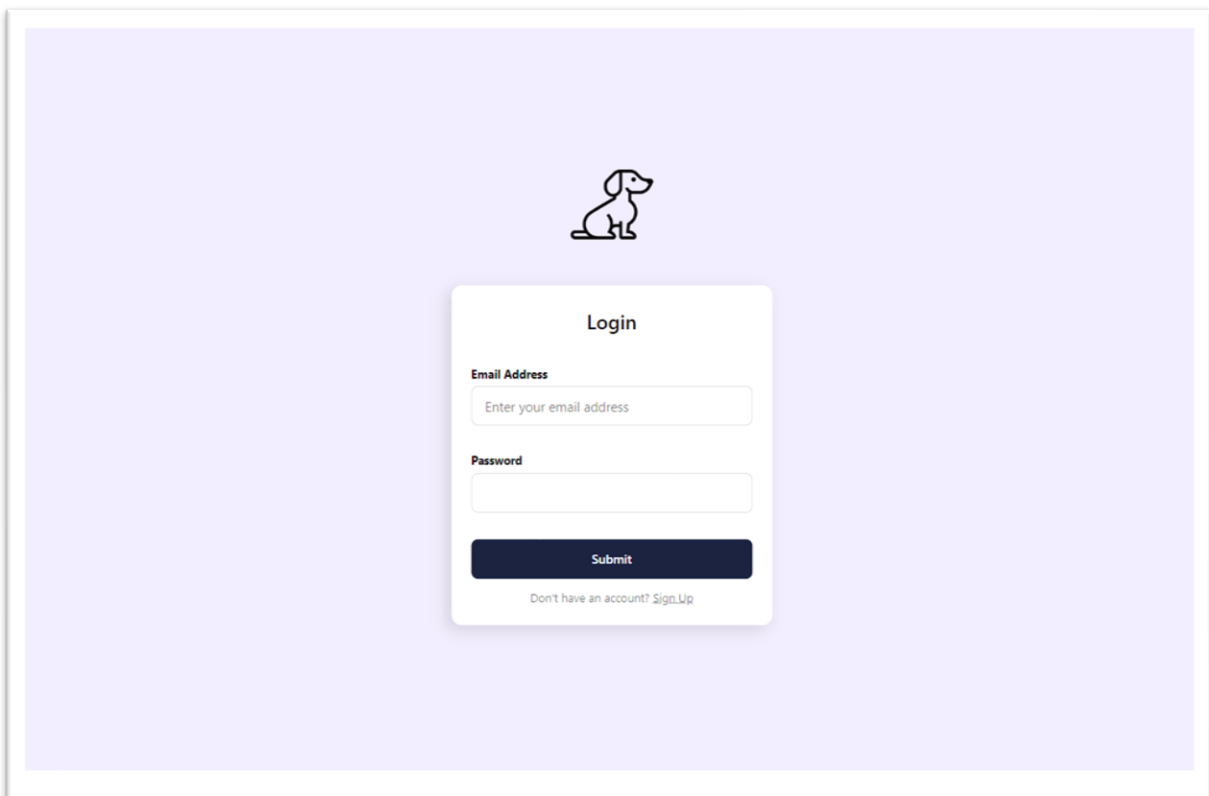 Login
Email Address
Enter your email address
Password
Submit
Don't have an account? Sign Up